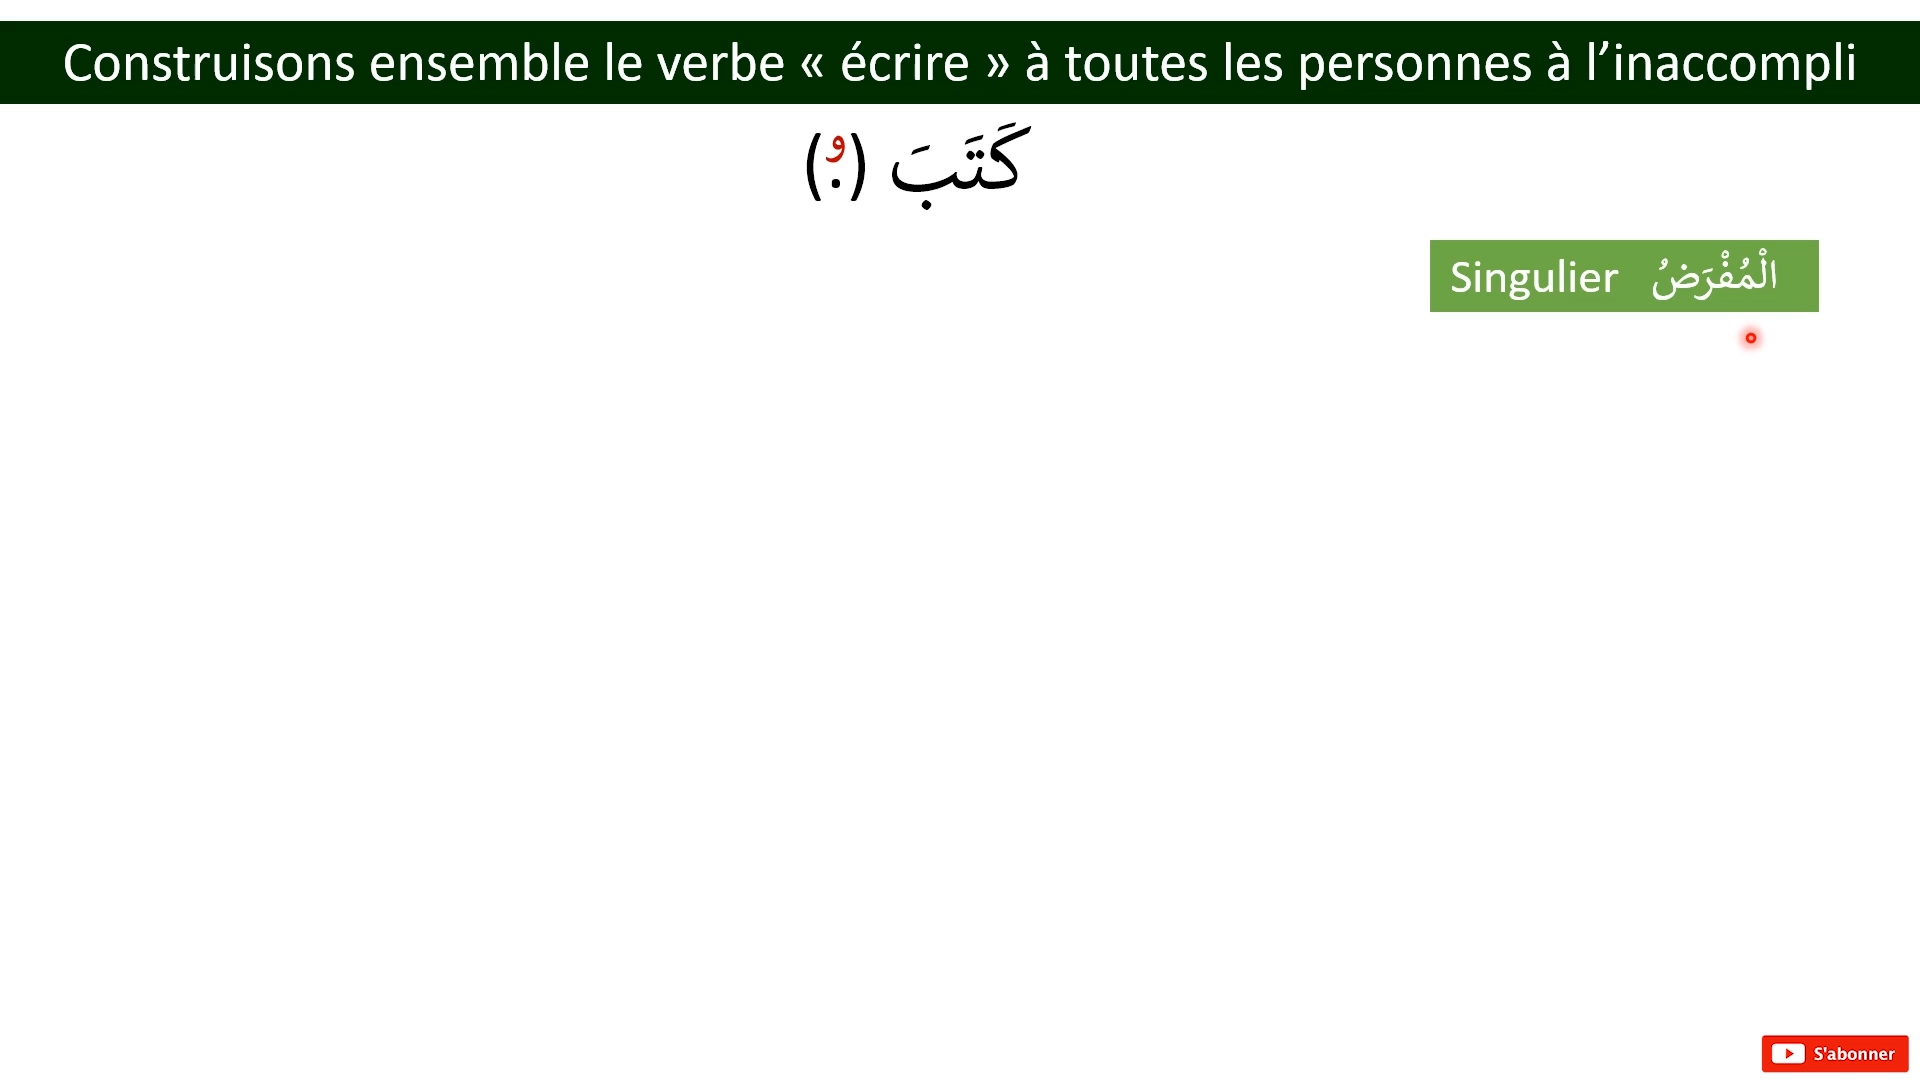 Construisons ensemble le verbe « écrire » à toutes les personnes à l’inaccompli
كَتَبَ (.ُ)
Singulier الْمُفْرَضُ
S'abonner